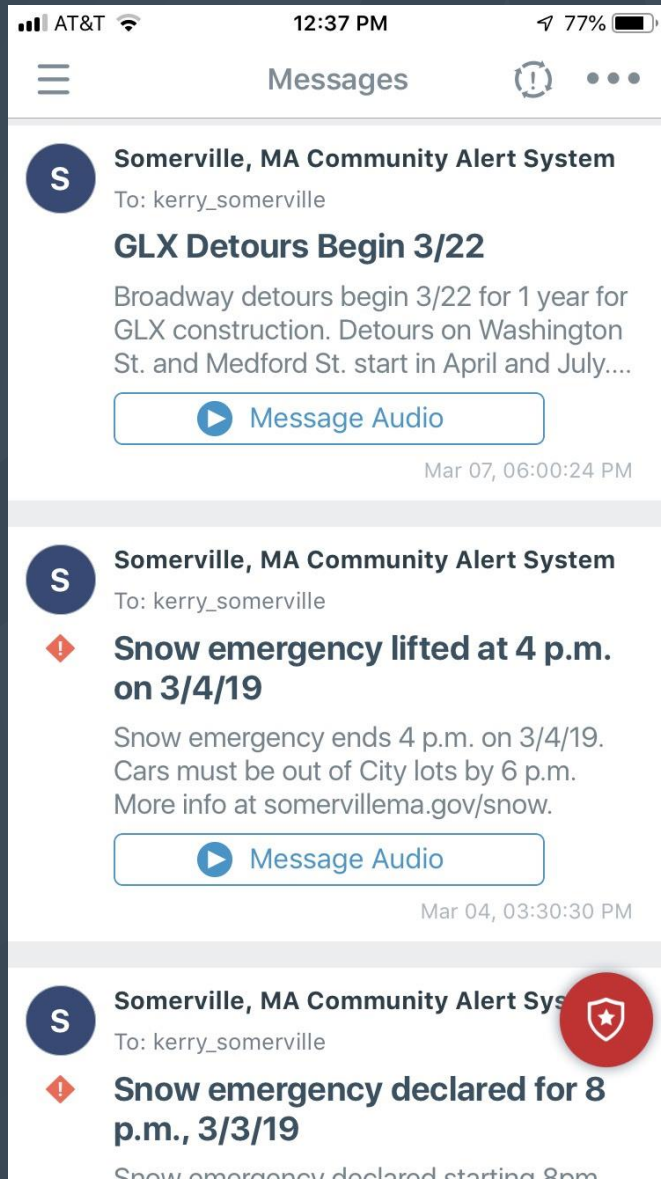 AT&T 12:37 PM 77%
Messages
S Somerville, MA Community Alert System
To: kerry_somerville
GLX Detours Begin 3/22
Broadway detours begin 3/22 for 1 year for
GLX construction. Detours on Washington
St. and Medford St. start in April and July....
Message Audio
Mar 07, 06:00:24 PM
S Somerville, MA Community Alert System
To: kerry_somerville
! Snow emergency lifted at 4 p.m.
on 3/4/19
Snow emergency ends 4 p.m. on 3/4/19.
Cars must be out of City lots by 6 p.m.
More info at somervillema.gov/snow.
Message Audio
Mar 04, 03:30:30 PM
S Somerville, MA Community Alert Sys
To: kerry_somerville
! Snow emergency declared for 8
p.m., 3/3/19
Snow emergency declared starting 8pm